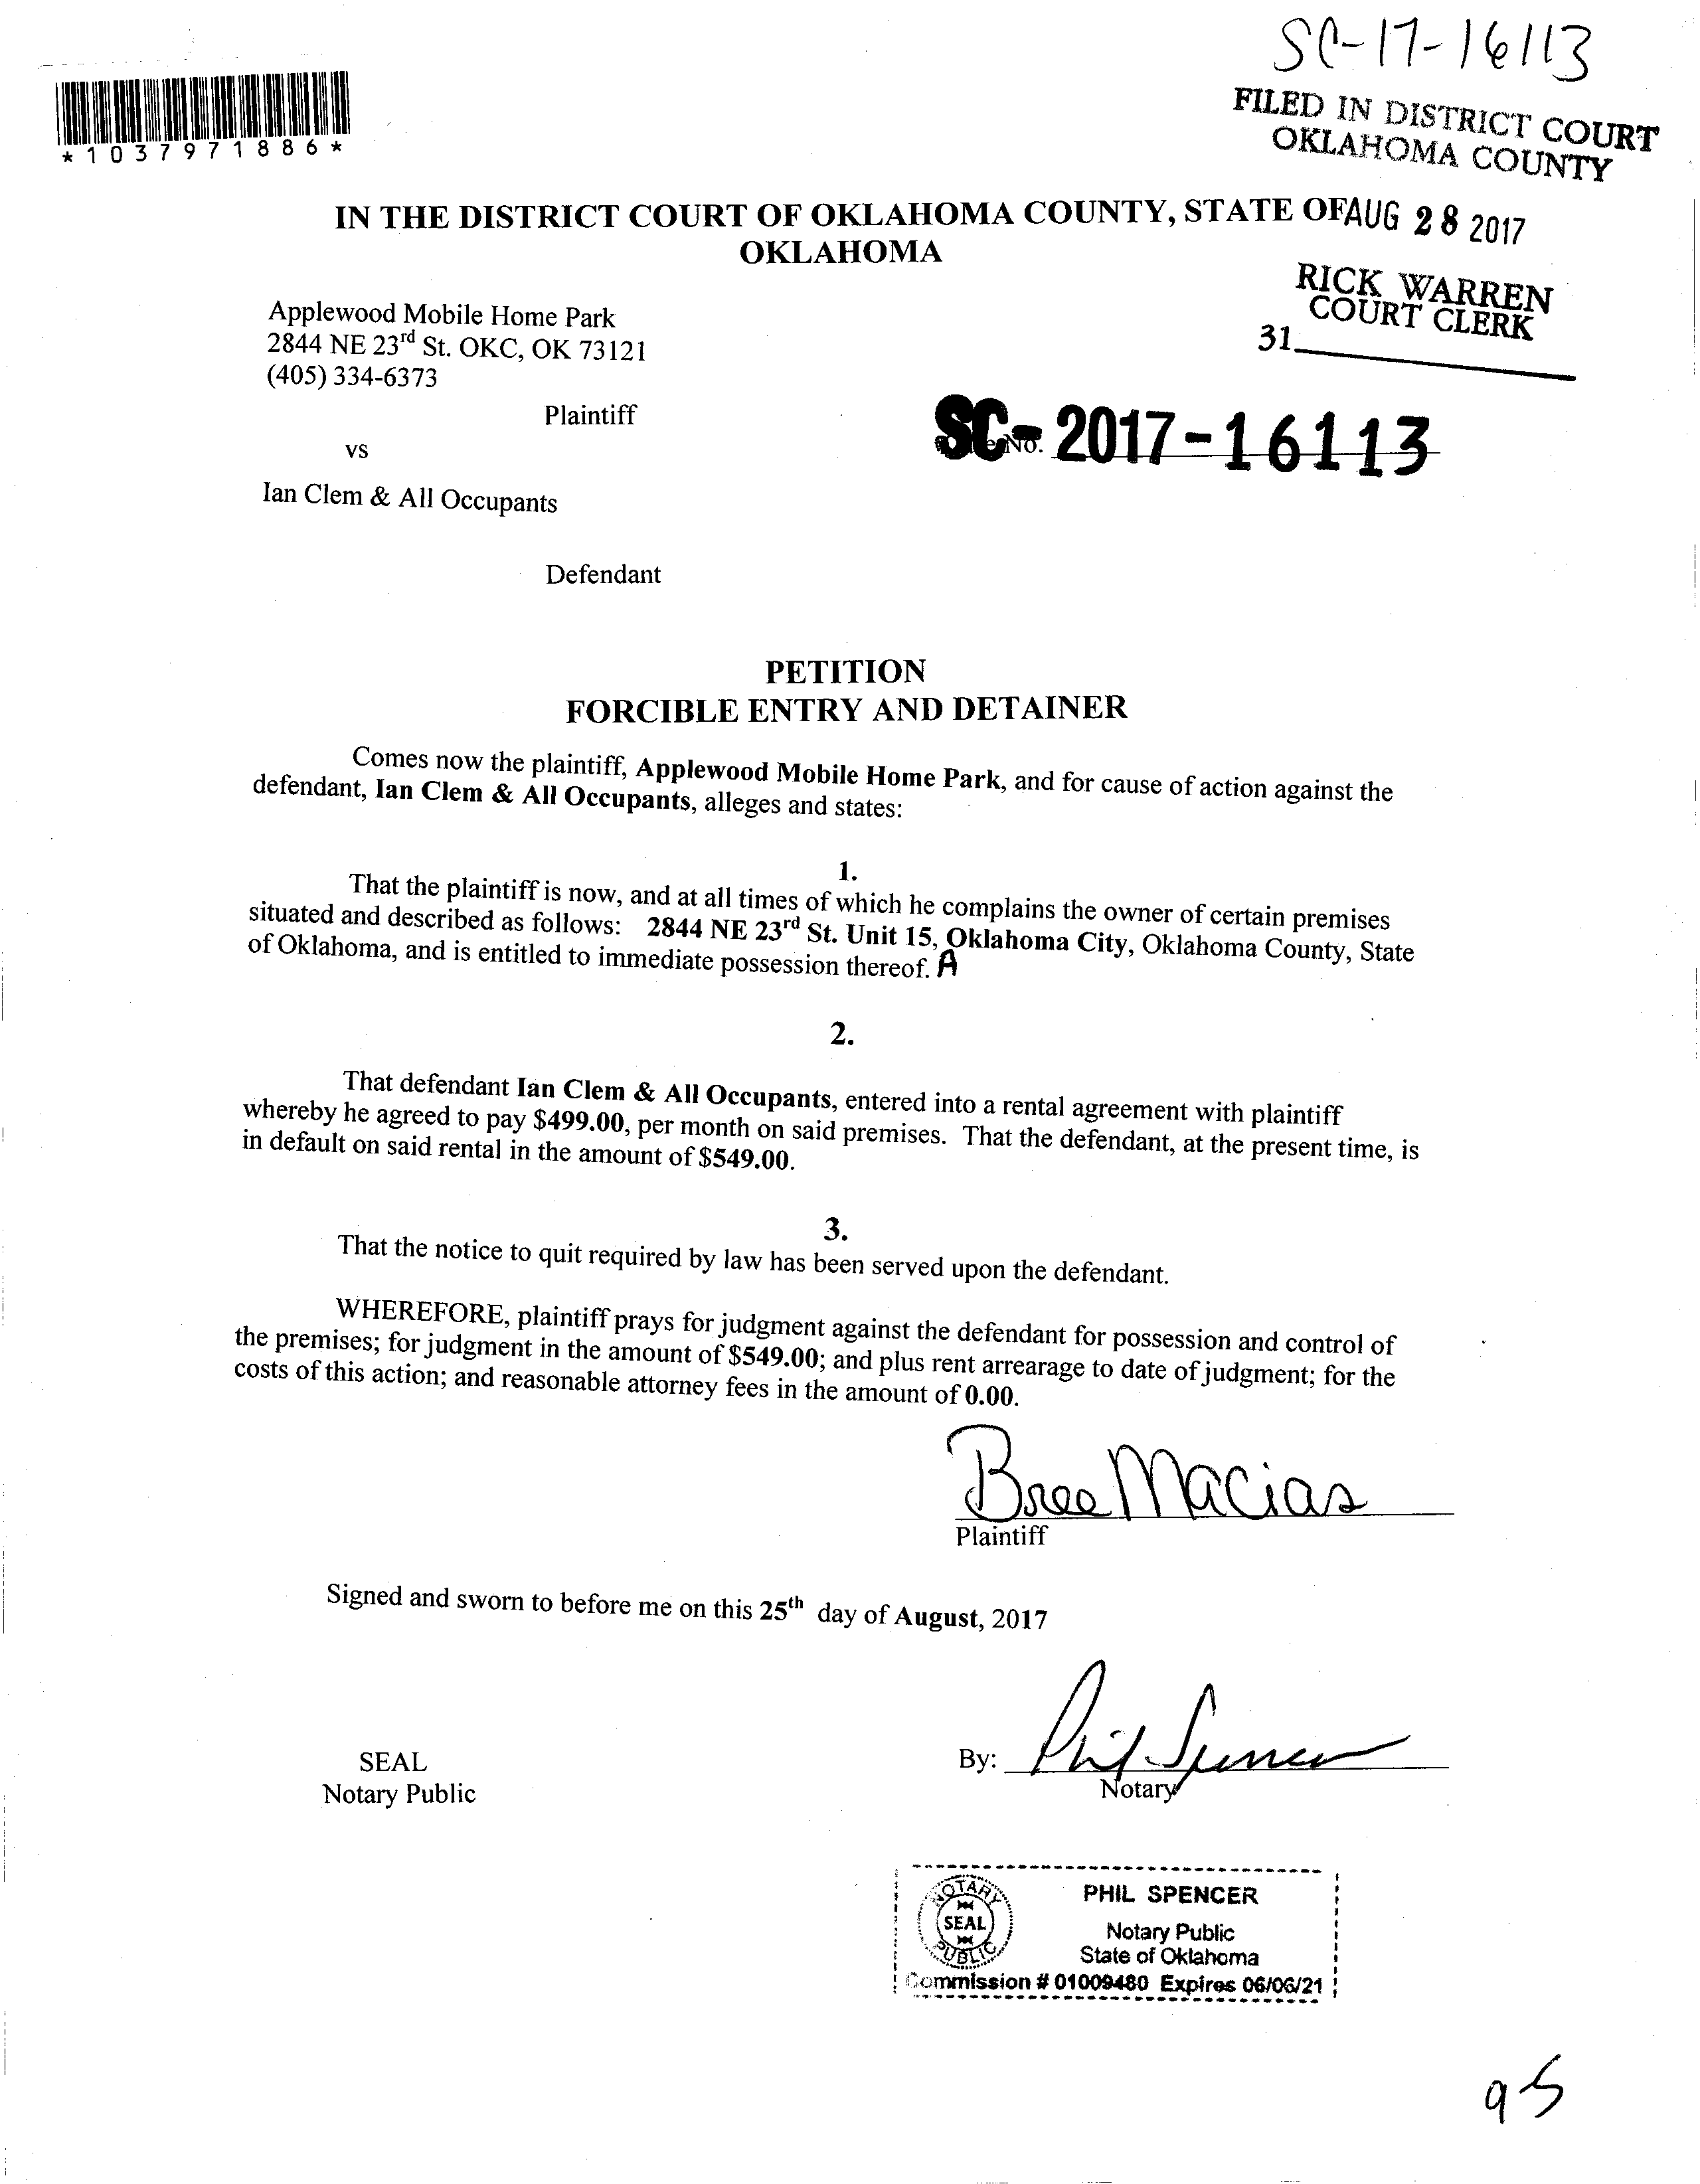 SC-17-16113
*1037971886*
FILED IN DISTRICT COURT
OKLAHOMA COUNTY
IN THE DISTRICT COURT OF OKLAHOMA COUNTY, STATE OF AUG 28 2017
OKLAHOMA
RICK WARREN
COURT CLERK
31
Applewood Mobile Home Park
2844 NE 23rd St. OKC, OK 73121
(405) 334-6373
Plaintiff
vs
No. SC-2017-16113
Ian Clem & All Occupants
Defendant
PETITION
FORCIBLE ENTRY AND DETAINER
Comes now the plaintiff, Applewood Mobile Home Park, and for cause of action against the
defendant, Ian Clem & All Occupants, alleges and states:
1.
That the plaintiff is now, and at all times of which he complains the owner of certain premises
situated and described as follows: 2844 NE 23rd St. Unit 15, Oklahoma City, Oklahoma County, State
of Oklahoma, and is entitled to immediate possession thereof. A
2.
That defendant Ian Clem & All Occupants, entered into a rental agreement with plaintiff
whereby he agreed to pay $499.00, per month on said premises. That the defendant, at the present time, is
in default on said rental in the amount of $549.00.
3.
That the notice to quit required by law has been served upon the defendant.
WHEREFORE, plaintiff prays for judgment against the defendant for possession and control of
the premises; for judgment in the amount of $549.00; and plus rent arrearage to date of judgment; for the
costs of this action; and reasonable attorney fees in the amount of 0.00.
Bree Macias
Plaintiff
Signed and sworn to before me on this 25th day of August, 2017
SEAL
Notary Public
By: Phil Spencer
Notary
NOTARY
SEAL
PUBLIC
PHIL SPENCER
Notary Public
State of Oklahoma
Commission # 01009480 Expires 06/06/21
95